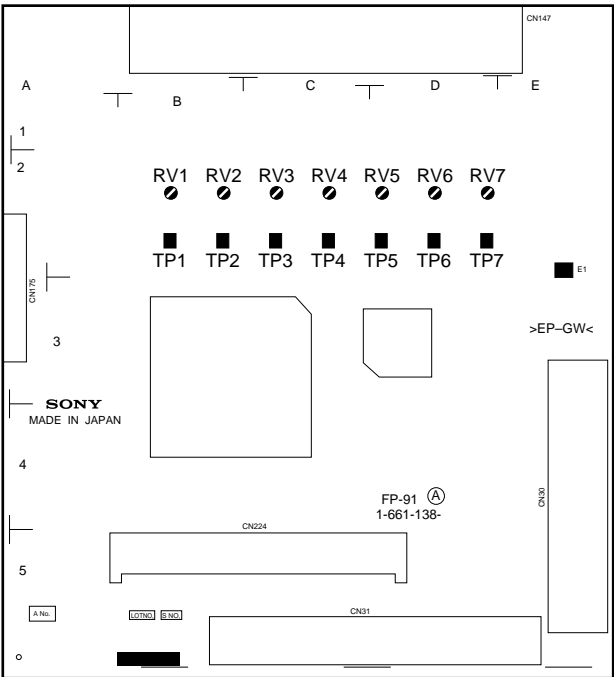 CN147
A B C D E
1
2
RV1 RV2 RV3 RV4 RV5 RV6 RV7
TP1 TP2 TP3 TP4 TP5 TP6 TP7
E1
CN175
>EP–GW<
3
SONY
MADE IN JAPAN
4
FP-91 Ⓐ
1-661-138-
CN30
CN224
5
A No.
LOTNO, S NO,
CN31